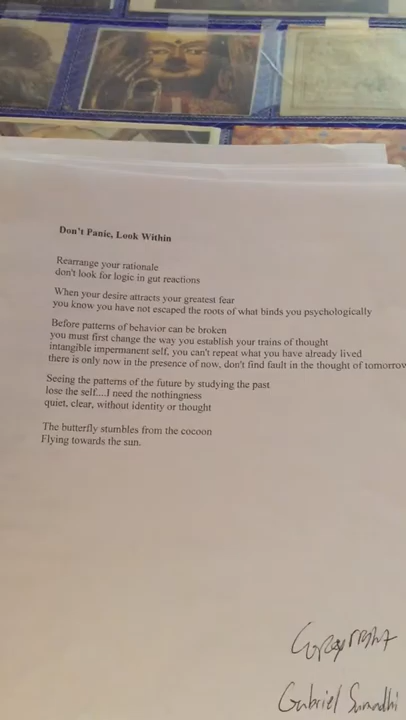 Don't Panic, Look Within
Rearrange your rationale
don't look for logic in gut reactions
When your desire attracts your greatest fear
you know you have not escaped the roots of what binds you psychologically
Before patterns of behavior can be broken
you must first change the way you establish your trains of thought
intangible impermanent self, you can't repeat what you have already lived
there is only now in the presence of now, don't find fault in the thought of tomorrow
Seeing the patterns of the future by studying the past
lose the self....I need the nothingness
quiet, clear, without identity or thought
The butterfly stumbles from the cocoon
Flying towards the sun.
Copyright
Gabriel Samadhi